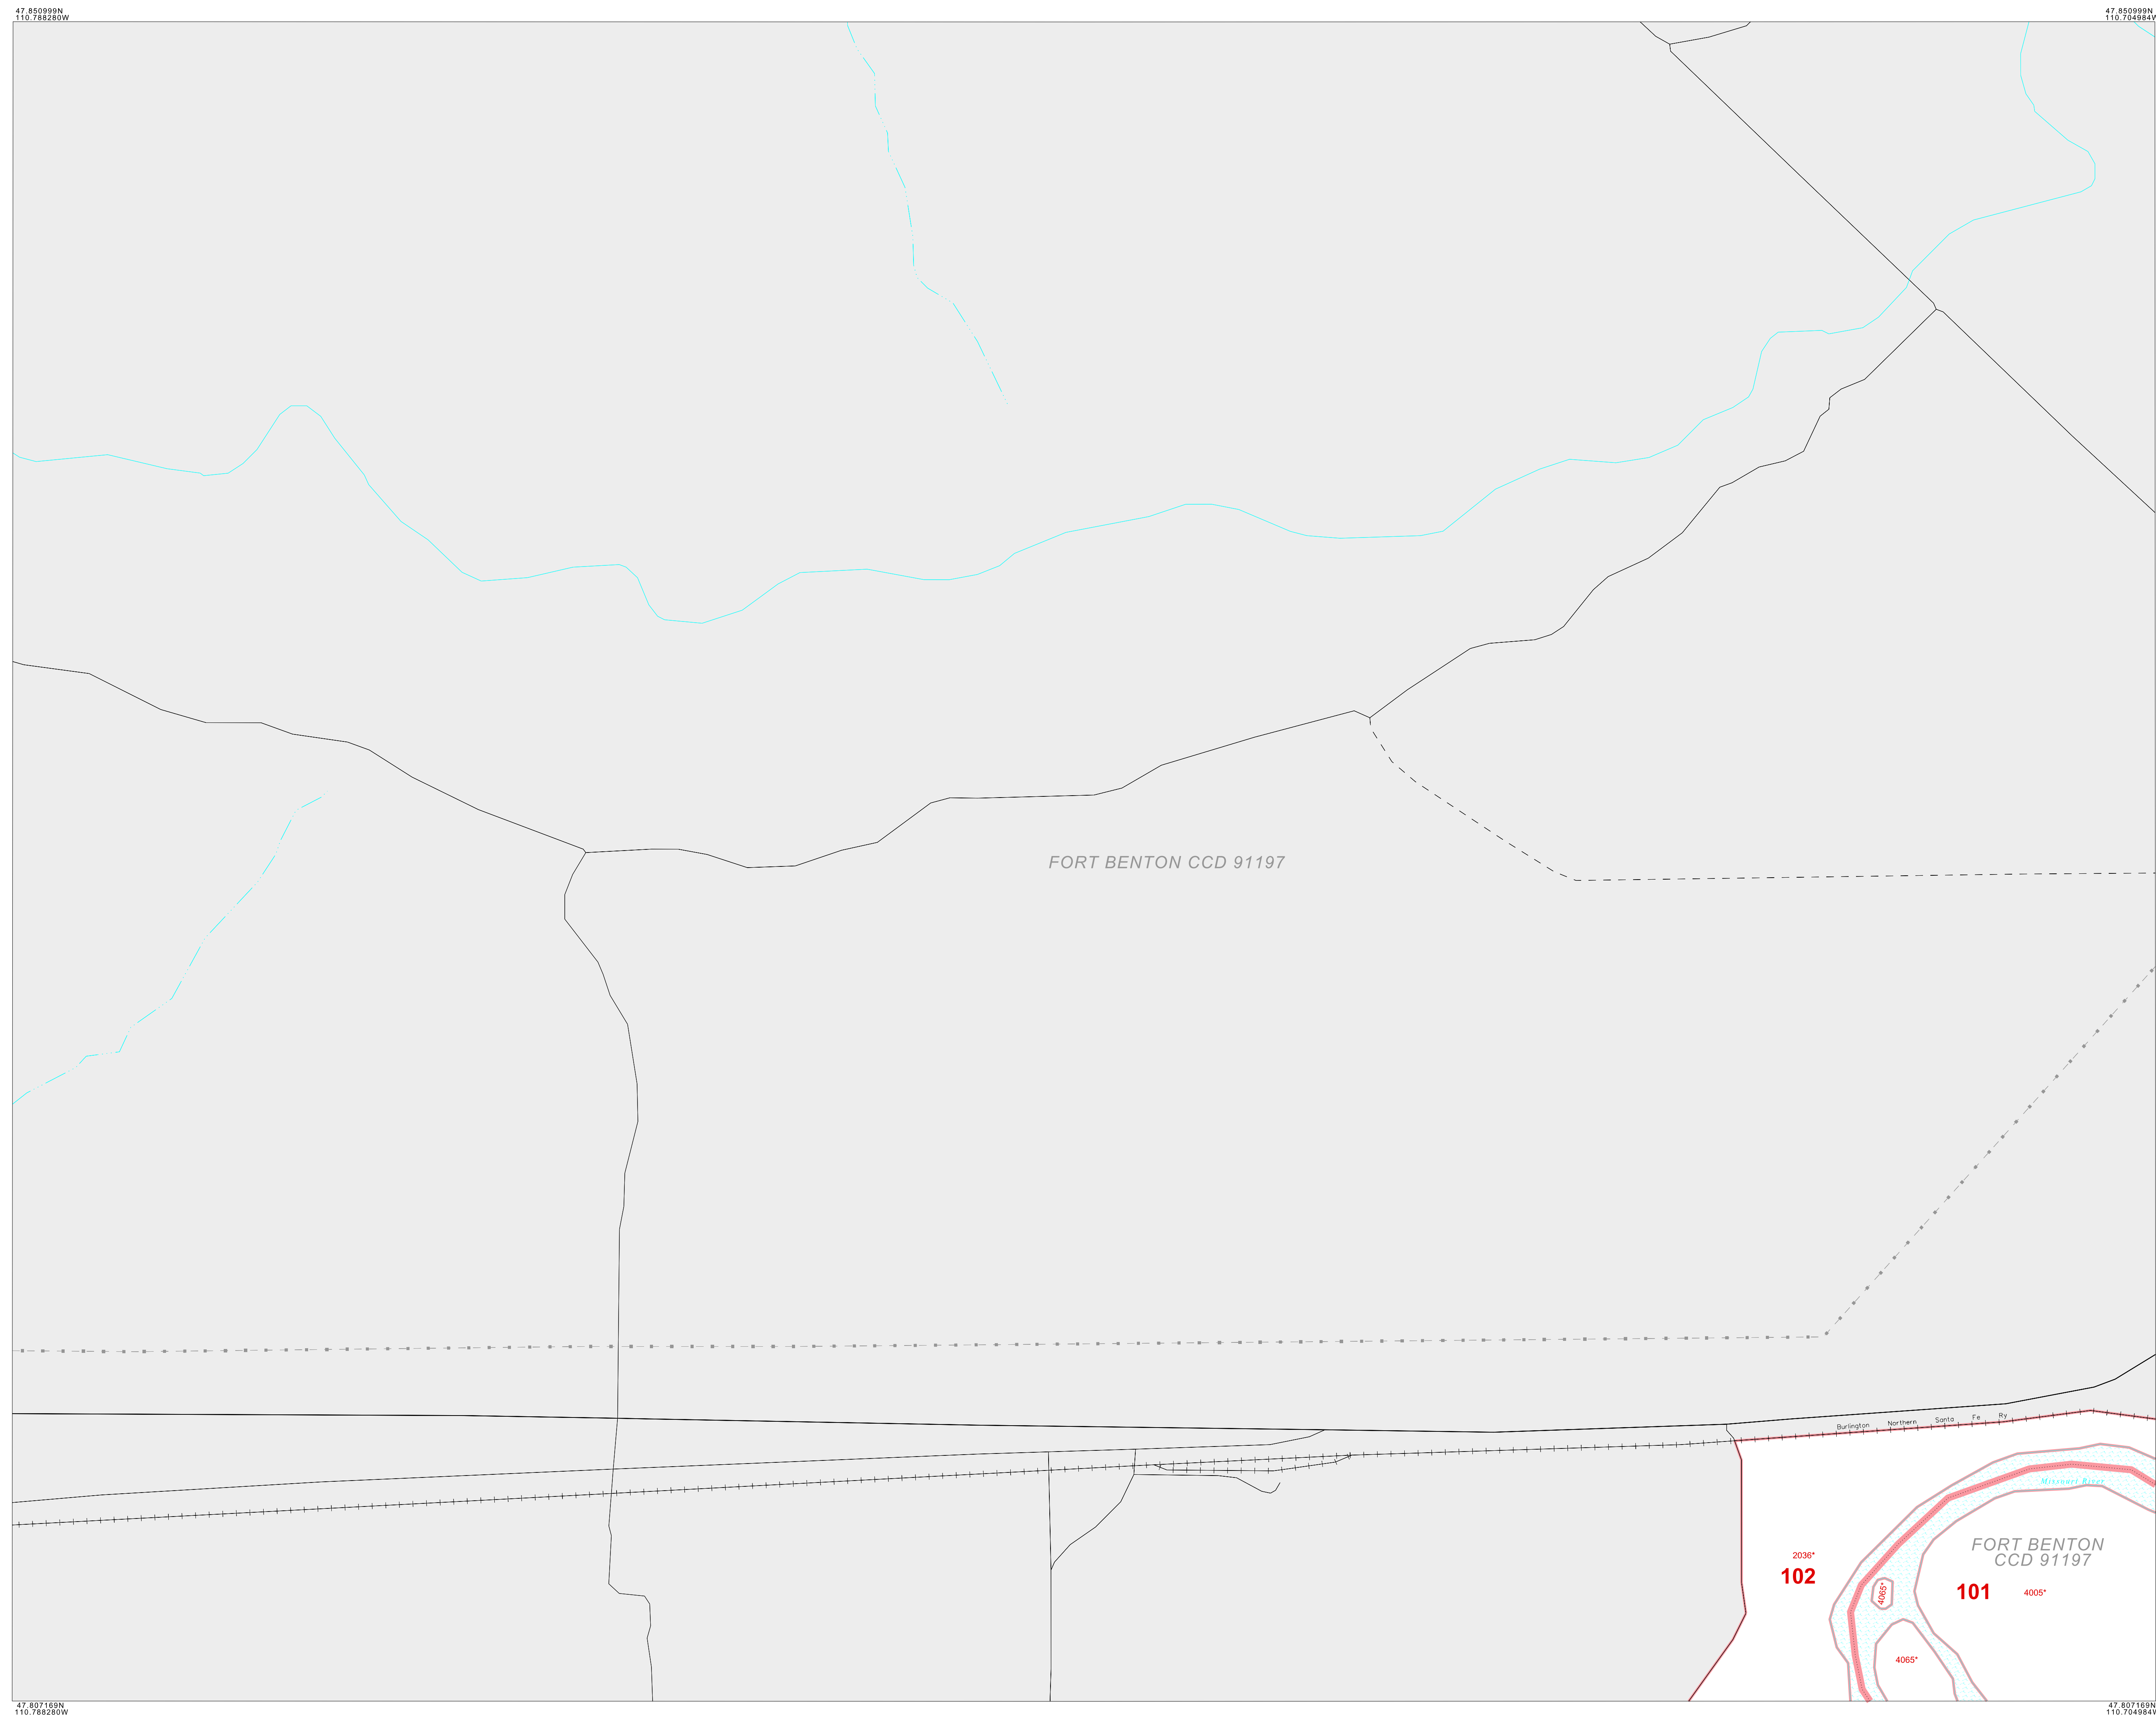 47.850999N
110.788280W
47.850999N
110.704984W
FORT BENTON CCD 91197
Burlington Northern Santa Fe Ry
Missouri River
FORT BENTON
CCD 91197
2036*
102
4065*
101
4005*
4065*
47.807169N
110.788280W
47.807169N
110.704984W